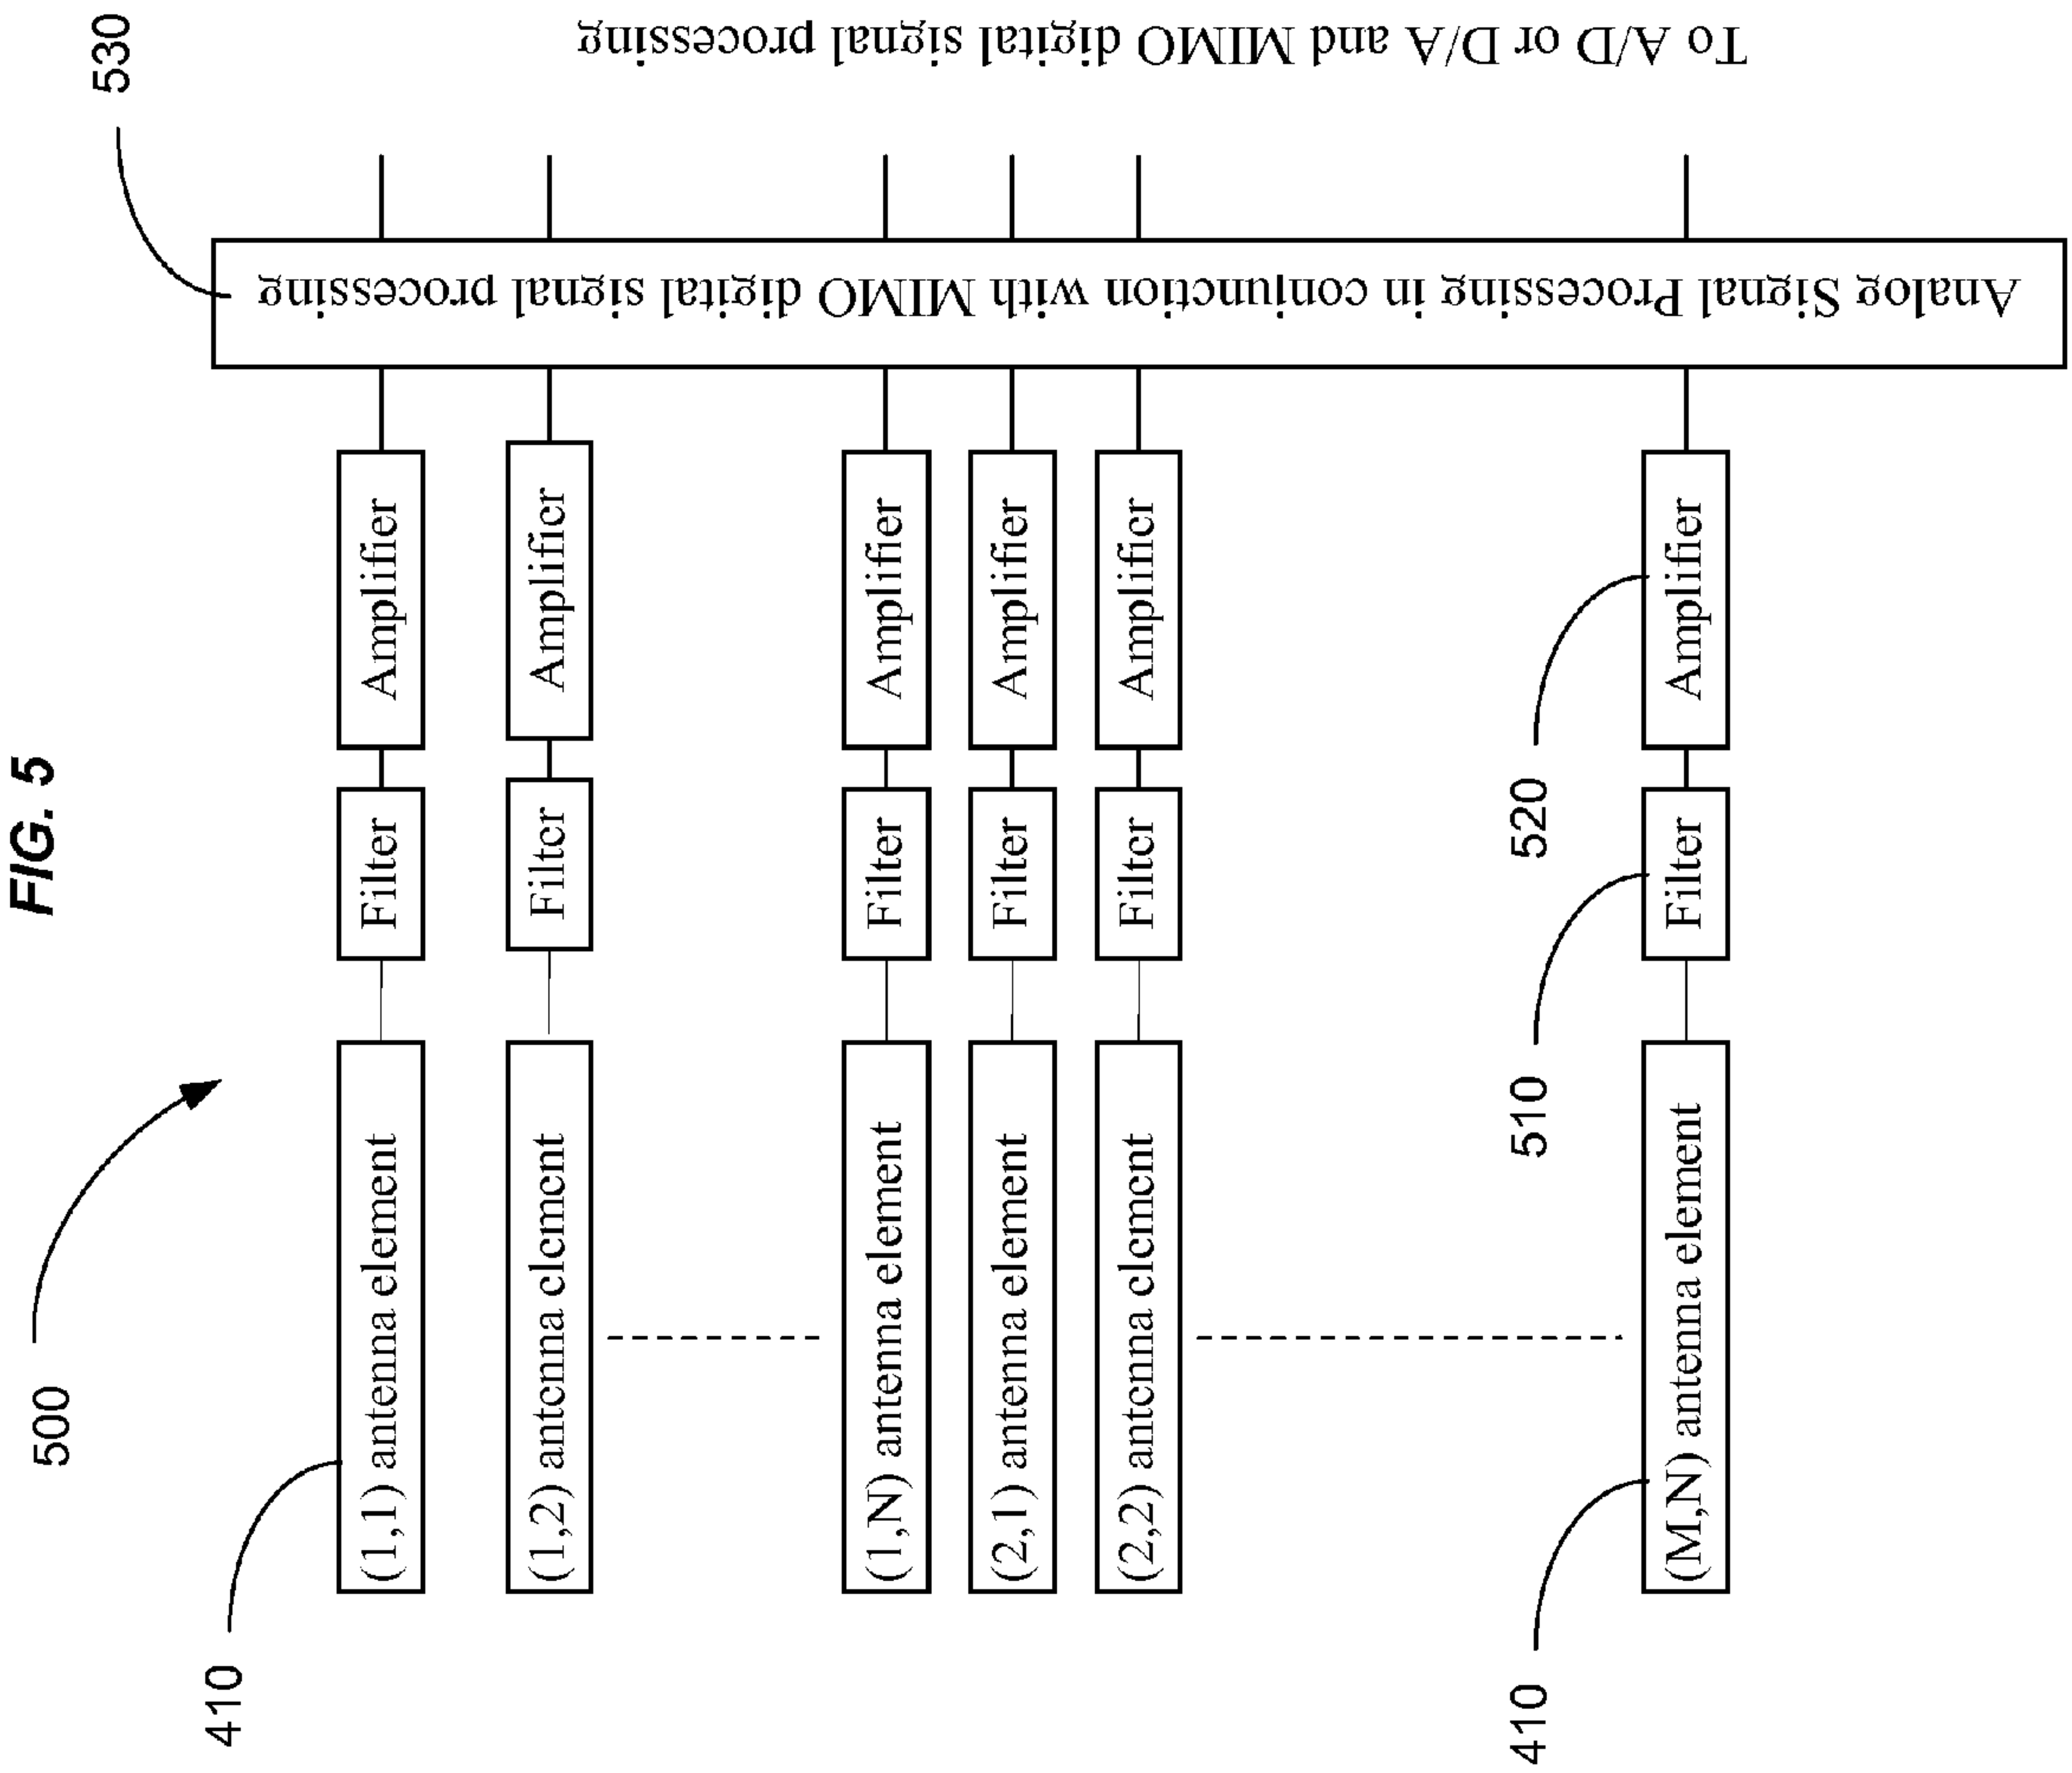 FIG. 5
500
410
(1,1) antenna element
Filter
Amplifier
(1,2) antenna element
Filter
Amplifier
(1,N) antenna element
Filter
Amplifier
(2,1) antenna element
Filter
Amplifier
(2,2) antenna element
Filter
Amplifier
410
(M,N) antenna element
510
Filter
520
Amplifier
530
Analog Signal Processing in conjunction with MIMO digital signal processing
To A/D or D/A and MIMO digital signal processing